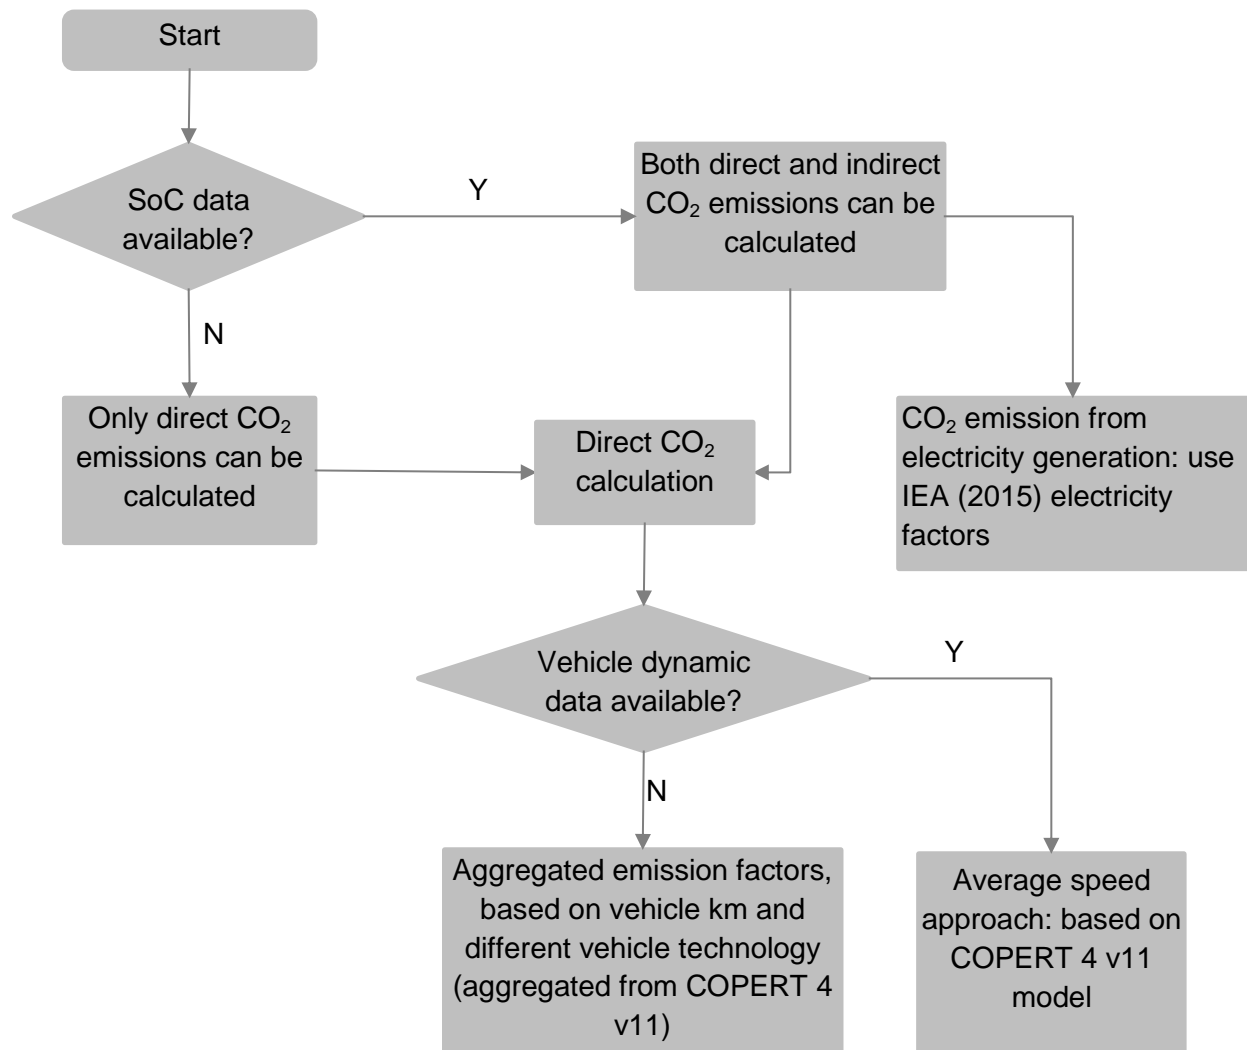 Start
SoC data
available?
Y
Both direct and indirect
CO₂ emissions can be
calculated
N
Only direct CO₂
emissions can be
calculated
Direct CO₂
calculation
CO₂ emission from
electricity generation: use
IEA (2015) electricity
factors
Vehicle dynamic
data available?
Y
N
Aggregated emission factors,
based on vehicle km and
different vehicle technology
(aggregated from COPERT 4
v11)
Average speed
approach: based on
COPERT 4 v11
model